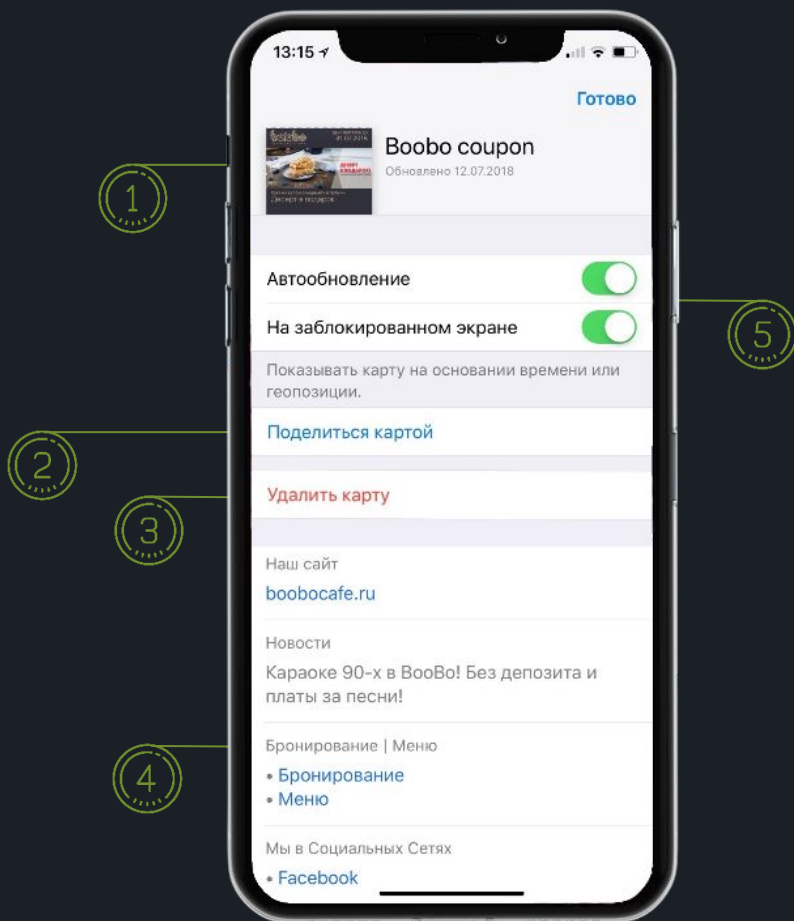 13:15
Готово
Boobo coupon
Обновлено 12.07.2018
Десерт в подарок
1
Автообновление
На заблокированном экране
5
Показывать карту на основании времени или
геопозиции.
Поделиться картой
2
Удалить карту
3
Наш сайт
boobocafe.ru
Новости
Караоке 90-х в BooBo! Без депозита и
платы за песни!
Бронирование | Меню
4
• Бронирование
• Меню
Мы в Социальных Сетях
• Facebook